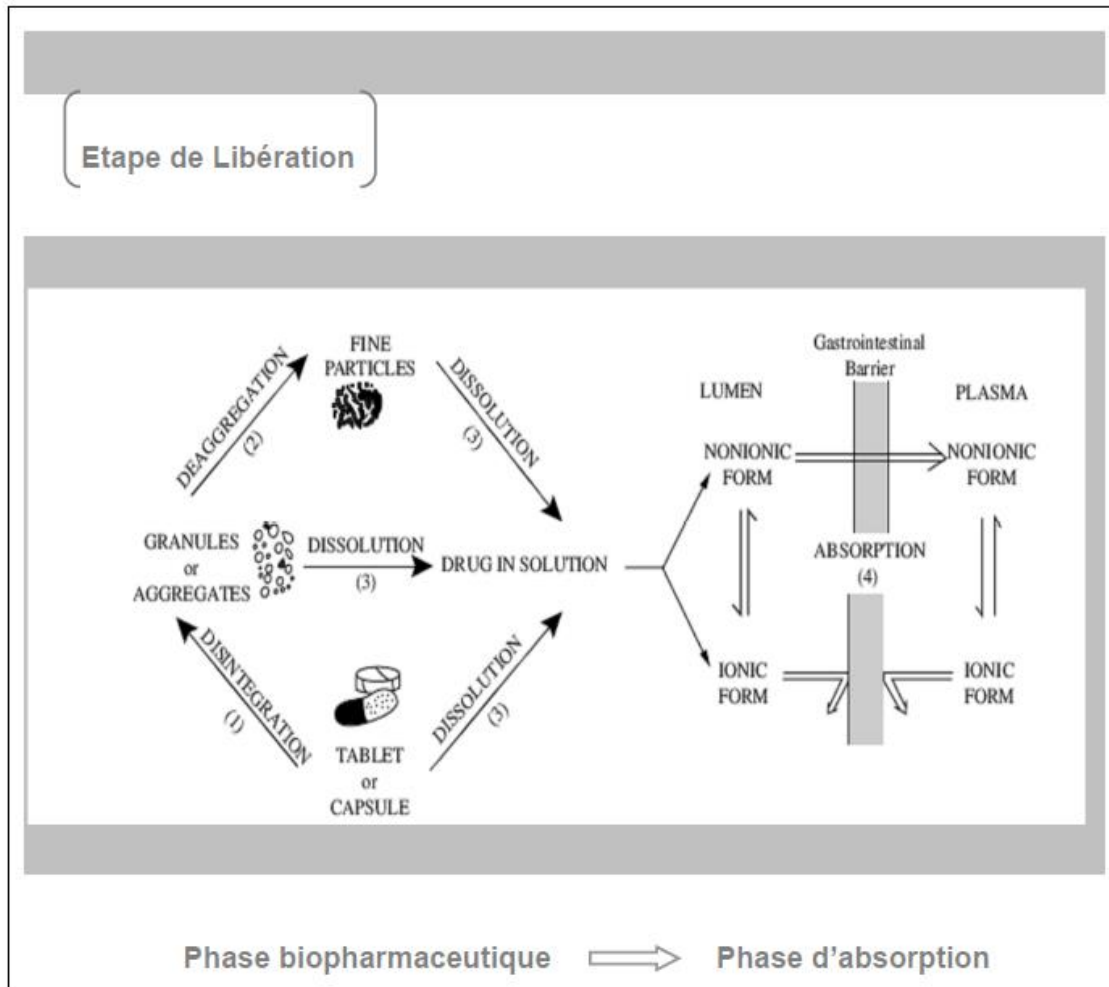 Etape de Libération
FINE
PARTICLES
DEAGGREGATION
(2)
DISSOLUTION
(3)
GRANULES
or
AGGREGATES
DISSOLUTION
(3)
DRUG IN SOLUTION
DISINTEGRATION
(1)
DISSOLUTION
(3)
TABLET
or
CAPSULE
Gastrointestinal
Barrier
LUMEN
PLASMA
NONIONIC
FORM
NONIONIC
FORM
ABSORPTION
(4)
IONIC
FORM
IONIC
FORM
Phase biopharmaceutique
Phase d’absorption